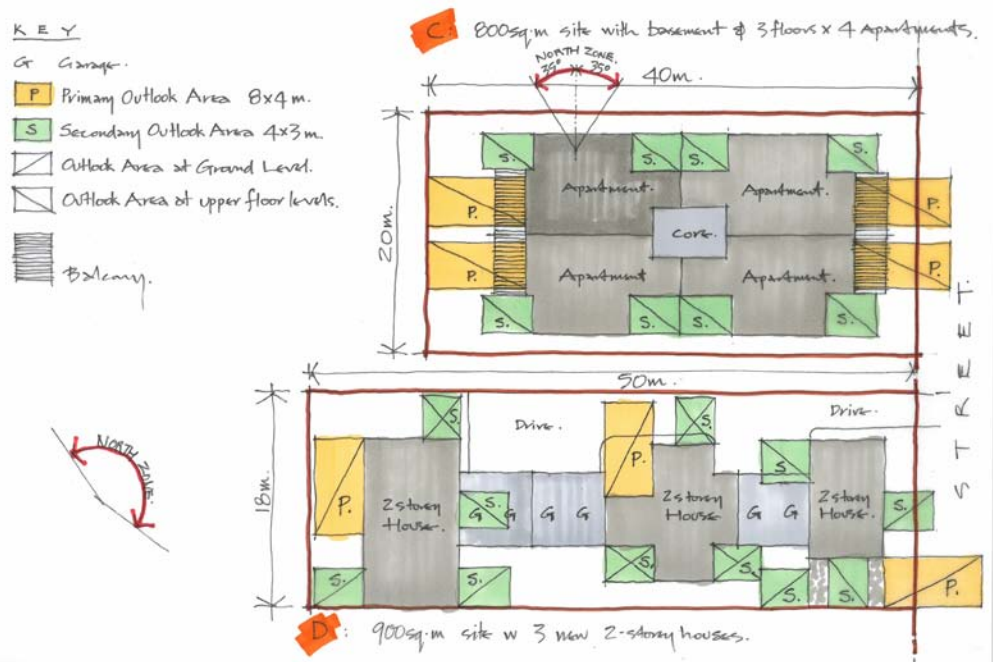 KEY
G Garage.
P Primary Outlook Area 8x4m.
S Secondary Outlook Area 4x3m.
Outlook Area at Ground Level.
Outlook Area at upper floor levels.
Balcony.
C: 800sq.m site with basement & 3 floors x 4 Apartments.
NORTH ZONE.
35° 35°
40m.
20m.
S. S. S. S.
Apartment. Apartment.
P. P.
Core.
P. P.
Apartment Apartment.
S. S. S. S.
STREET.
50m.
18m.
NORTH ZONE.
S. Drive. P. S. Drive.
S
P. 2 storey House. G S. G G G 2 storey House. G G 2 storey House. S.
S. S. S. S. S. S. P.
D: 900sq.m site w 3 new 2-storey houses.